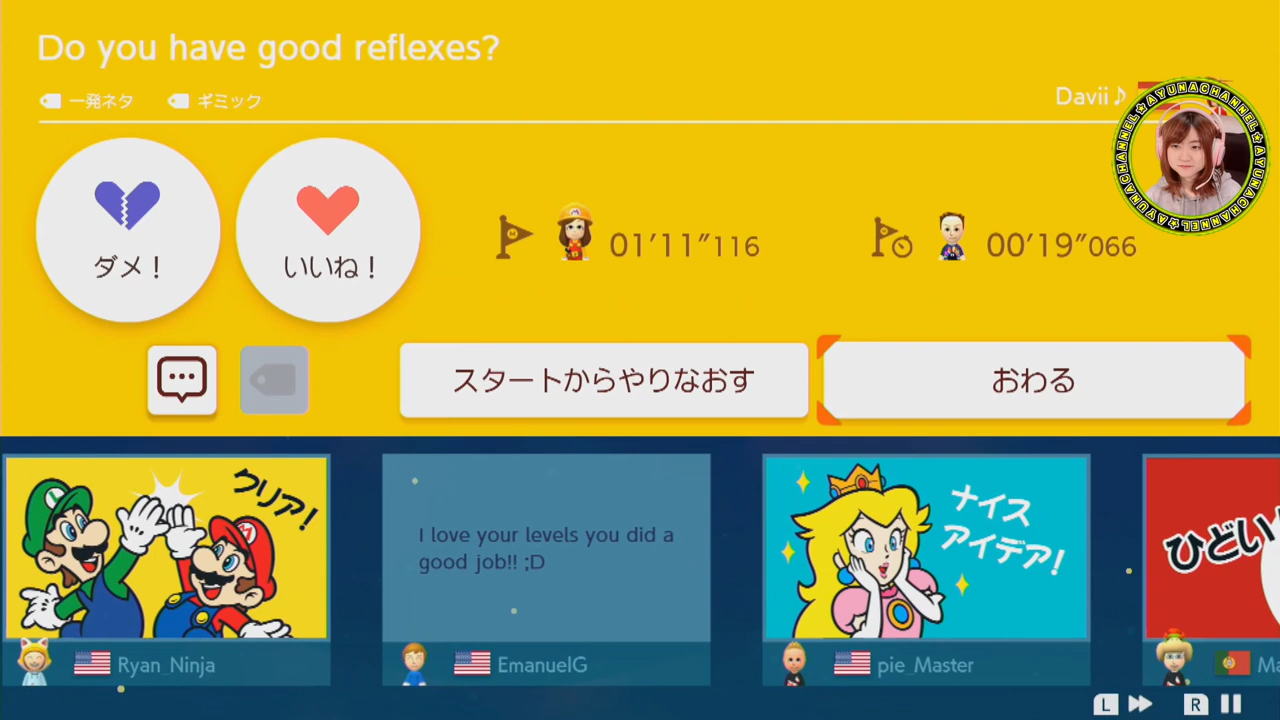 Do you have good reflexes?
一発ネタ ギミック
Davii♪
AYUNACHANNEL★AYUNACHANNEL★AYUNACHANNEL★
ダメ！ いいね！
01’11”116
00’19”066
スタートからやりなおす
おわる
クリア！
I love your levels you did a
good job!! ;D
ナイス
アイデア！
ひどい
Ryan_Ninja
EmanuelG
pie_Master
L R